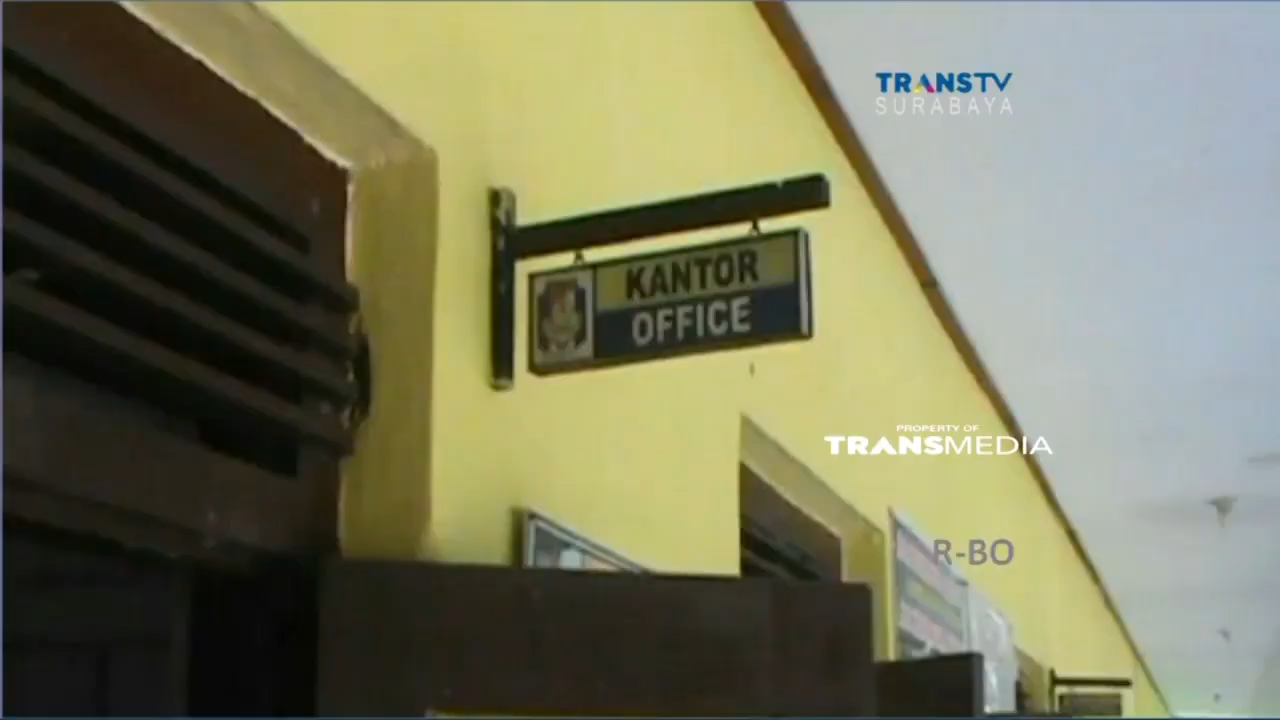 TRANSTV
SURABAYA
KANTOR
OFFICE
PROPERTY OF
TRANSMEDIA
R-BO